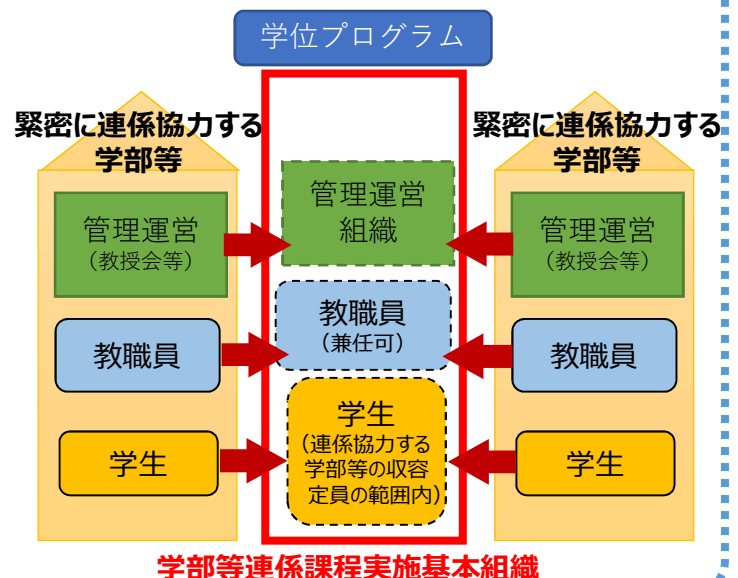 学位プログラム
緊密に連係協力する
学部等
管理運営
（教授会等）
教職員
学生
管理運営
組織
教職員
（兼任可）
学生
（連係協力する
学部等の収容
定員の範囲内）
緊密に連係協力する
学部等
管理運営
（教授会等）
教職員
学生
学部等連係課程実施基本組織